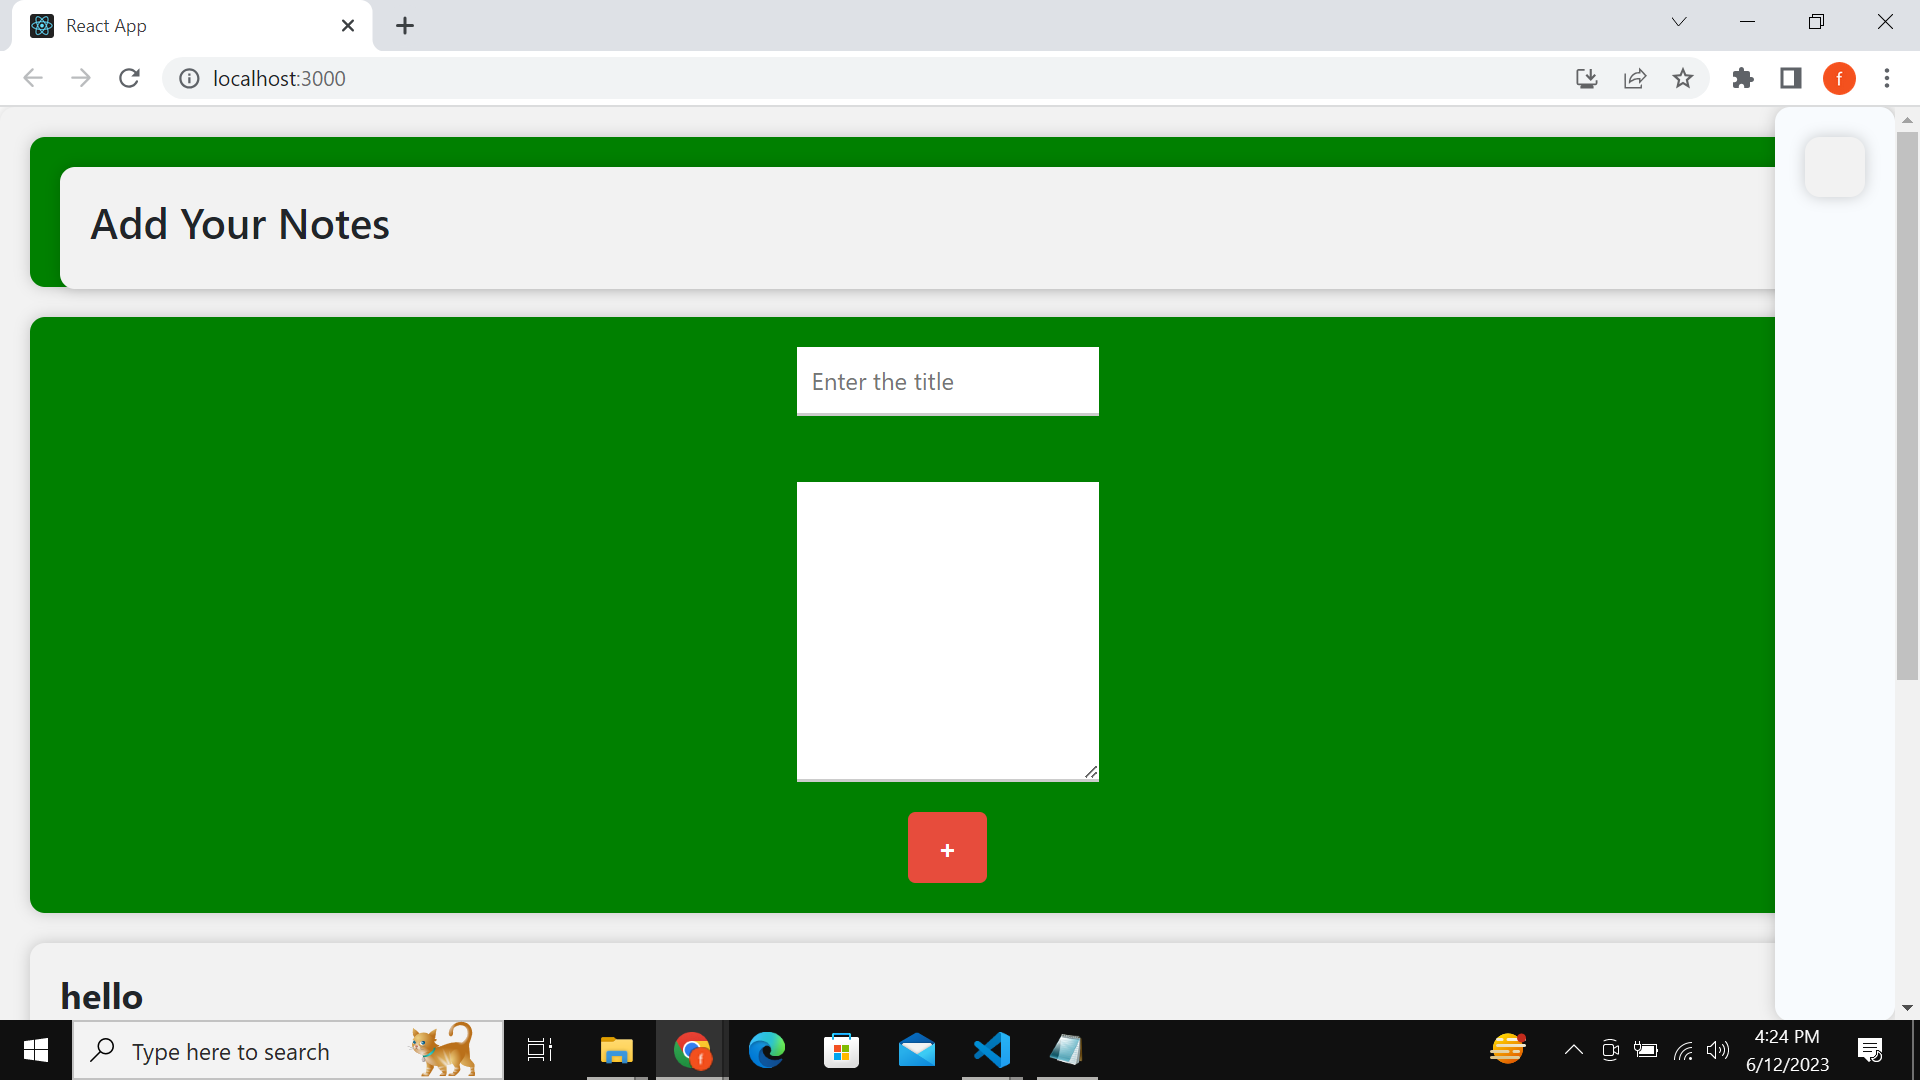 React App
localhost:3000
f
Add Your Notes
Enter the title
+
hello
Type here to search
f
4:24 PM
6/12/2023